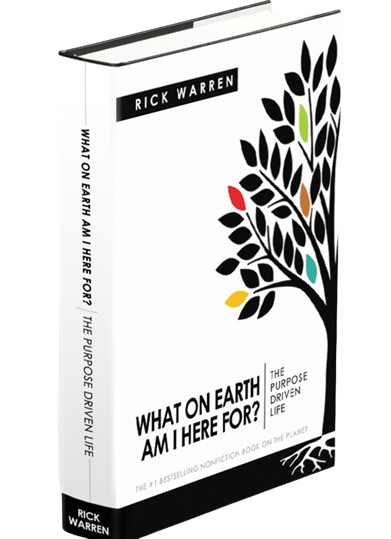 RICK WARREN
WHAT ON EARTH AM I HERE FOR? THE PURPOSE DRIVEN LIFE
WHAT ON EARTH
AM I HERE FOR?
THE
PURPOSE
DRIVEN
LIFE
THE #1 BESTSELLING NONFICTION BOOK ON THE PLANET
RICK
WARREN